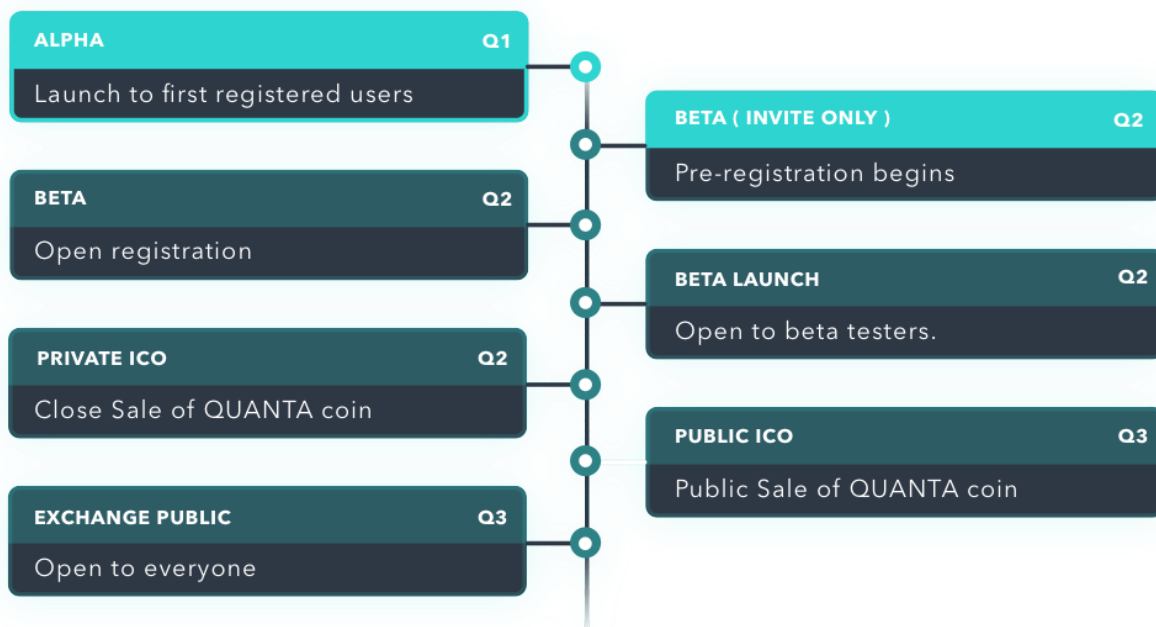 ALPHA Q1
Launch to first registered users
BETA ( INVITE ONLY ) Q2
Pre-registration begins
BETA Q2
Open registration
BETA LAUNCH Q2
Open to beta testers.
PRIVATE ICO Q2
Close Sale of QUANTA coin
PUBLIC ICO Q3
Public Sale of QUANTA coin
EXCHANGE PUBLIC Q3
Open to everyone